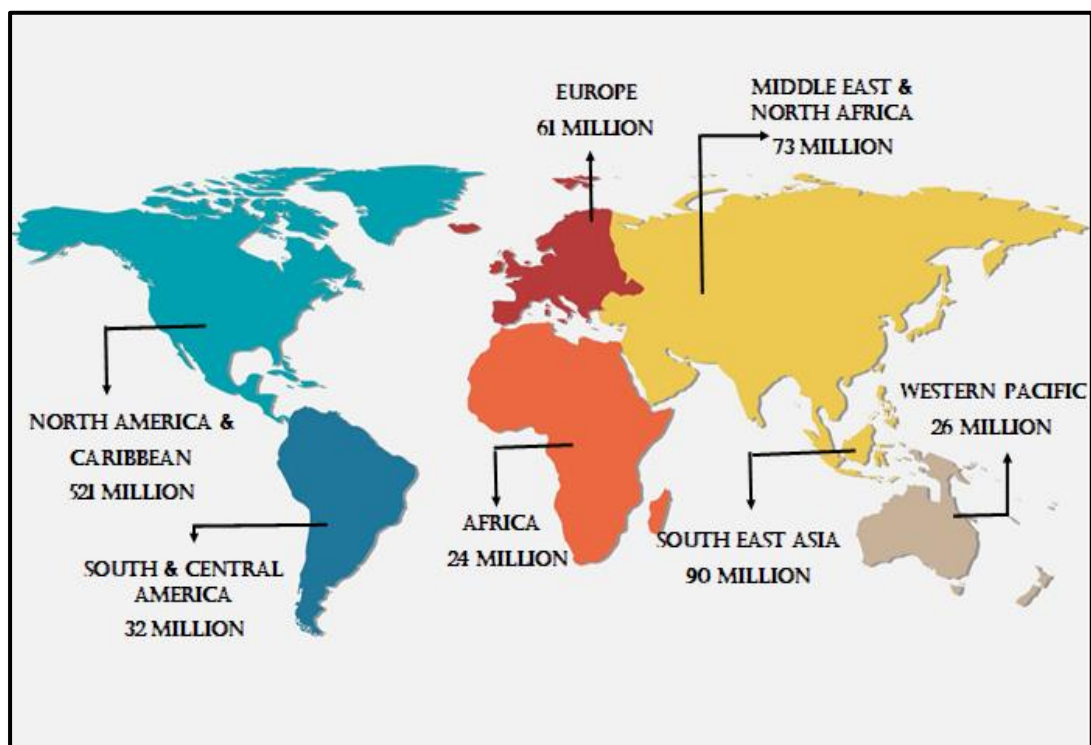 EUROPE
61 MILLION
MIDDLE EAST &
NORTH AFRICA
73 MILLION
NORTH AMERICA &
CARIBBEAN
521 MILLION
WESTERN PACIFIC
26 MILLION
AFRICA
24 MILLION
SOUTH EAST ASIA
90 MILLION
SOUTH & CENTRAL
AMERICA
32 MILLION